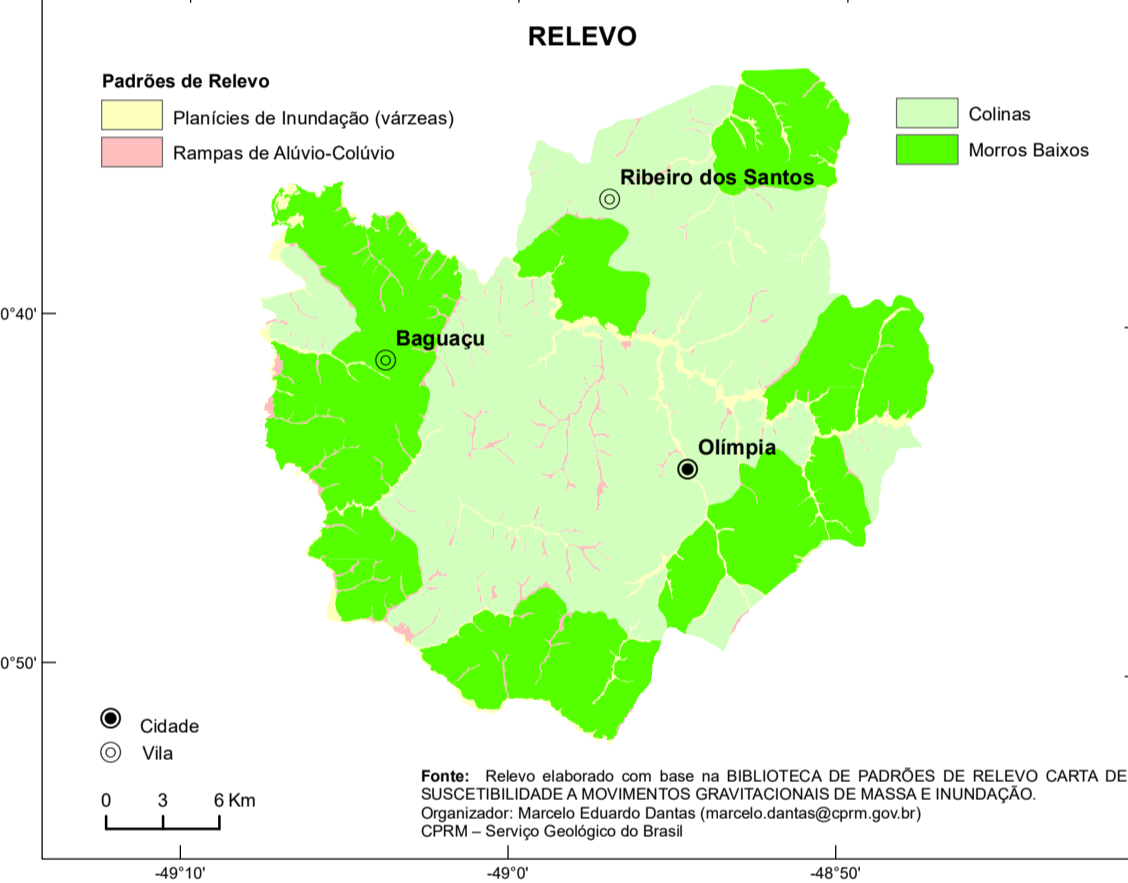 RELEVO
Padrões de Relevo
Planícies de Inundação (várzeas)
Rampas de Alúvio-Colúvio
Colinas
Morros Baixos
Ribeiro dos Santos
0°40'
Baguaçu
Olímpia
0°50'
Cidade
Vila
0 3 6 Km
Fonte: Relevo elaborado com base na BIBLIOTECA DE PADRÕES DE RELEVO CARTA DE
SUSCETIBILIDADE A MOVIMENTOS GRAVITACIONAIS DE MASSA E INUNDAÇÃO.
Organizador: Marcelo Eduardo Dantas (marcelo.dantas@cprm.gov.br)
CPRM – Serviço Geológico do Brasil
-49°10' -49°0' -48°50'